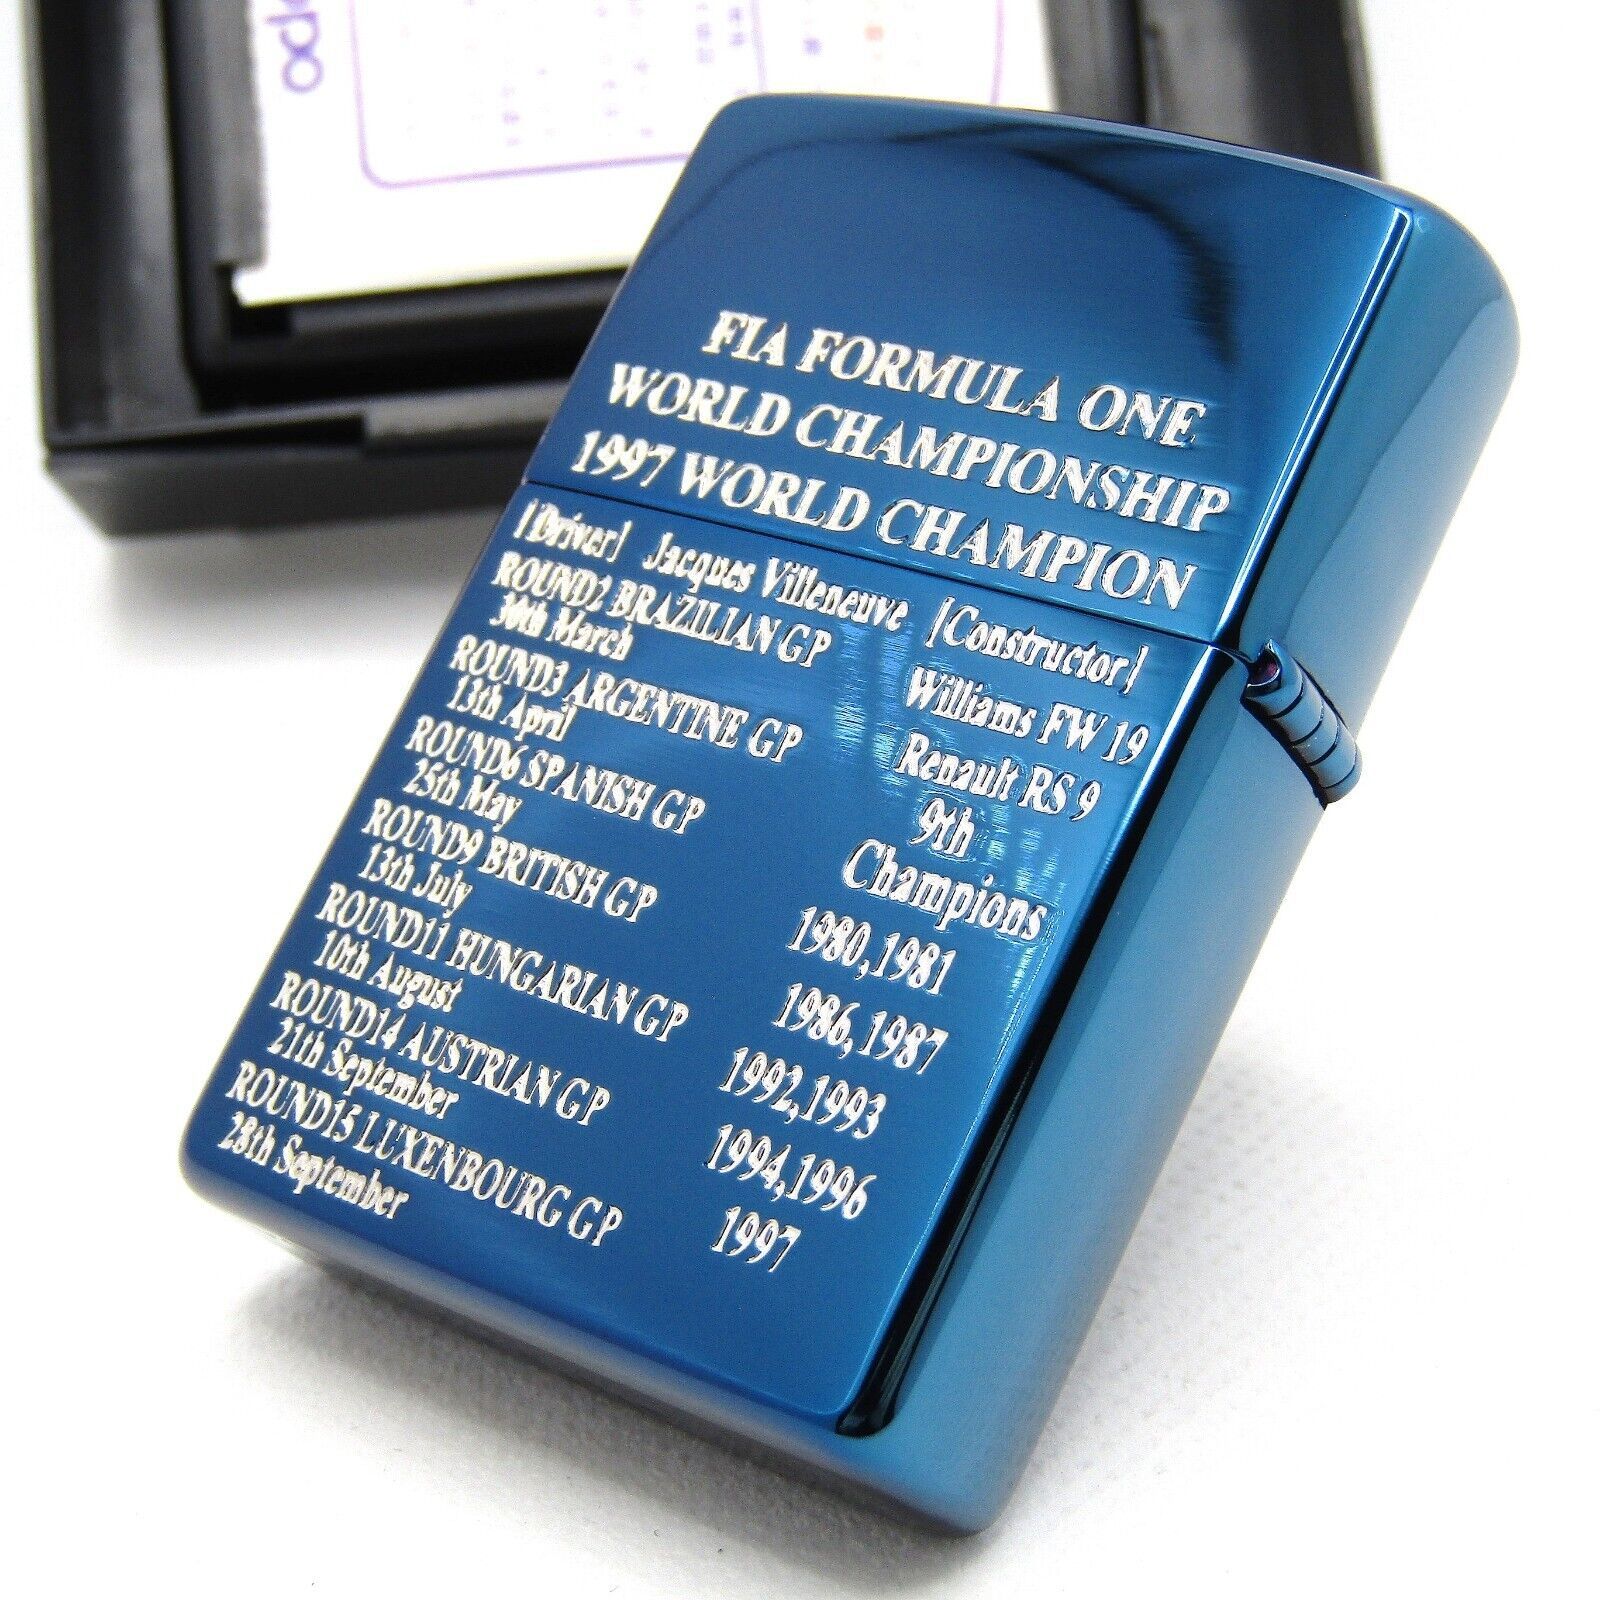 FIA FORMULA ONE
WORLD CHAMPIONSHIP
1997 WORLD CHAMPION
[Driver] Jacques Villeneuve
ROUND2 BRAZILIAN GP
30th March
ROUND3 ARGENTINE GP
13th April
ROUND6 SPANISH GP
25th May
ROUND9 BRITISH GP
13th July
ROUND11 HUNGARIAN GP
10th August
ROUND14 AUSTRIAN GP
21th September
ROUND15 LUXENBOURG GP
28th September
[Constructor]
Williams FW 19
Renault RS 9
9th
Champions
1980,1981
1986,1987
1992,1993
1994,1996
1997